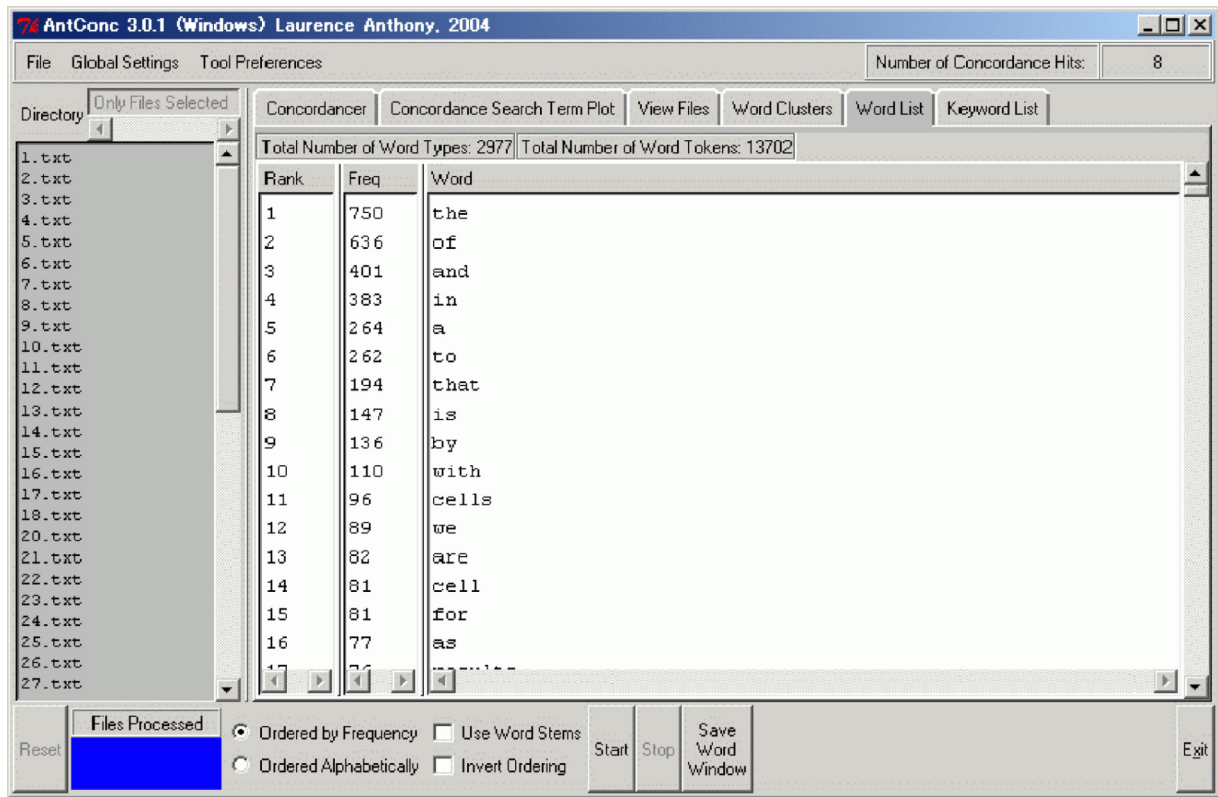 AntConc 3.0.1 (Windows) Laurence Anthony, 2004
File Global Settings Tool Preferences Number of Concordance Hits: 8
Directory Only Files Selected
1.txt
2.txt
3.txt
4.txt
5.txt
6.txt
7.txt
8.txt
9.txt
10.txt
11.txt
12.txt
13.txt
14.txt
15.txt
16.txt
17.txt
18.txt
20.txt
21.txt
22.txt
23.txt
24.txt
25.txt
26.txt
27.txt
Concordancer Concordance Search Term Plot View Files Word Clusters Word List Keyword List
Total Number of Word Types: 2977 Total Number of Word Tokens: 13702
Rank Freq Word
1 750 the
2 636 of
3 401 and
4 383 in
5 264 a
6 262 to
7 194 that
8 147 is
9 136 by
10 110 with
11 96 cells
12 89 we
13 82 are
14 81 cell
15 81 for
16 77 as
Reset
Files Processed
Ordered by Frequency Use Word Stems
Ordered Alphabetically Invert Ordering
Start Stop
Save
Word
Window
Exit